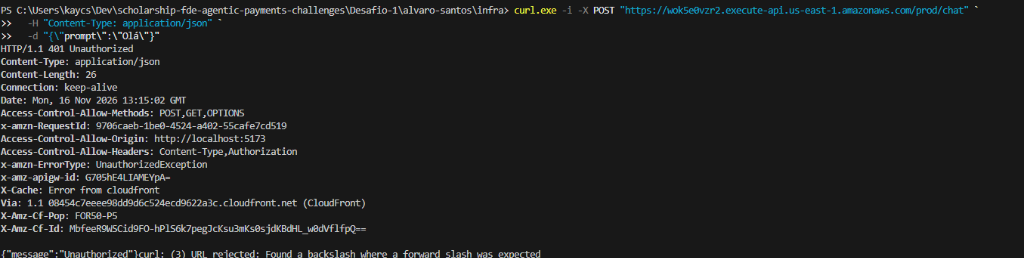 PS C:\Users\kaycs\Dev\scholarship-fde-agentic-payments-challenges\Desafio-1\alvaro-santos\infra> curl.exe -i -X POST "https://wok5e0vzr2.execute-api.us-east-1.amazonaws.com/prod/chat" `
>>   -H "Content-Type: application/json" `
>>   -d "{\"prompt\":\"Olá\"}"
HTTP/1.1 401 Unauthorized
Content-Type: application/json
Content-Length: 26
Connection: keep-alive
Date: Mon, 16 Nov 2026 13:15:02 GMT
Access-Control-Allow-Methods: POST,GET,OPTIONS
x-amzn-RequestId: 9706caeb-1be0-4524-a402-55cafe7cd519
Access-Control-Allow-Origin: http://localhost:5173
Access-Control-Allow-Headers: Content-Type,Authorization
x-amzn-ErrorType: UnauthorizedException
x-amz-apigw-id: G705hE4LIAMEYpA=
X-Cache: Error from cloudfront
Via: 1.1 08454c7eeee98dd9d6c524ecd9622a3c.cloudfront.net (CloudFront)
X-Amz-Cf-Pop: FOR50-P5
X-Amz-Cf-Id: MbfeeR9W5Cid9FO-hPlS6k7pegJcKsu3mKs0sjdKBdHL_w0dVflfpQ==
{"message":"Unauthorized"}curl: (3) URL rejected: Found a backslash where a forward slash was expected